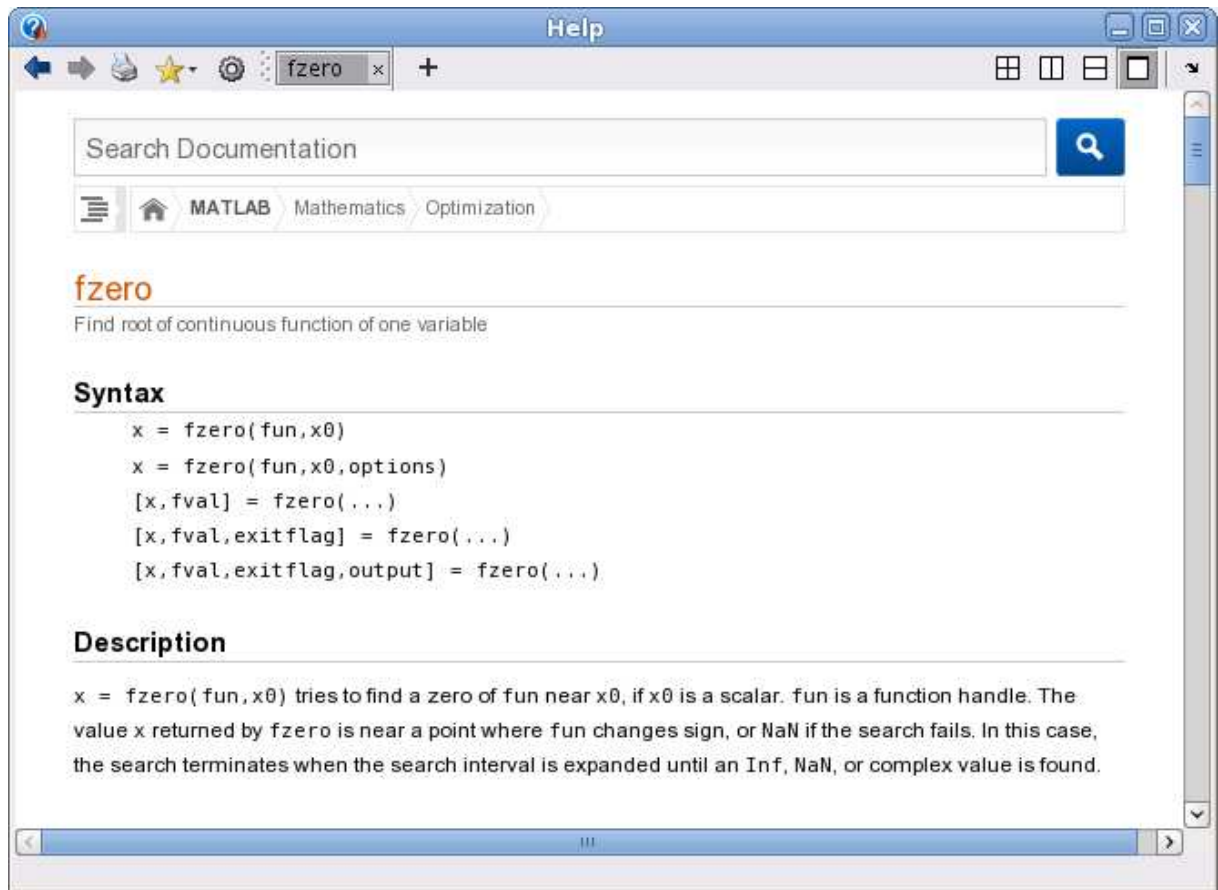 Help
fzero
Search Documentation
MATLAB Mathematics Optimization
fzero
Find root of continuous function of one variable
Syntax
x = fzero(fun,x0)
x = fzero(fun,x0,options)
[x,fval] = fzero(...)
[x,fval,exitflag] = fzero(...)
[x,fval,exitflag,output] = fzero(...)
Description
x = fzero(fun,x0) tries to find a zero of fun near x0, if x0 is a scalar. fun is a function handle. The
value x returned by fzero is near a point where fun changes sign, or NaN if the search fails. In this case,
the search terminates when the search interval is expanded until an Inf, NaN, or complex value is found.